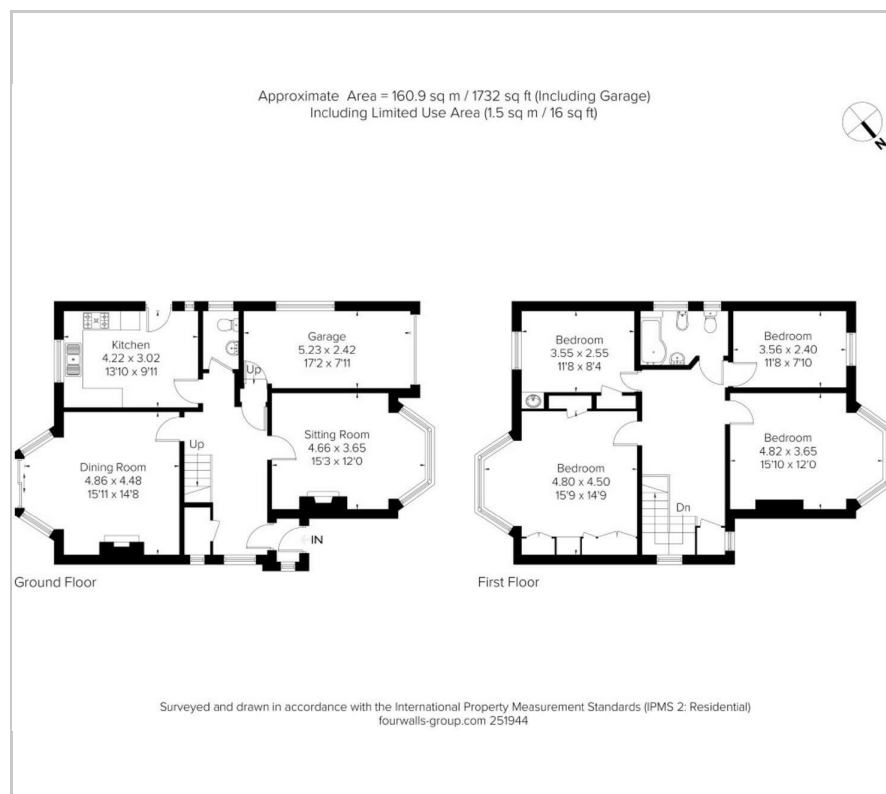 Approximate Area = 160.9 sq m / 1732 sq ft (Including Garage)
Including Limited Use Area (1.5 sq m / 16 sq ft)
N
Kitchen
4.22 x 3.02
13'10 x 9'11
Garage
5.23 x 2.42
17'2 x 7'11
Up
Dining Room
4.86 x 4.48
15'11 x 14'8
Up
Sitting Room
4.66 x 3.65
15'3 x 12'0
IN
Ground Floor
Bedroom
3.55 x 2.55
11'8 x 8'4
Bedroom
3.56 x 2.40
11'8 x 7'10
Bedroom
4.80 x 4.50
15'9 x 14'9
Bedroom
4.82 x 3.65
15'10 x 12'0
Dn
First Floor
Surveyed and drawn in accordance with the International Property Measurement Standards (IPMS 2: Residential)
fourwalls-group.com 251944